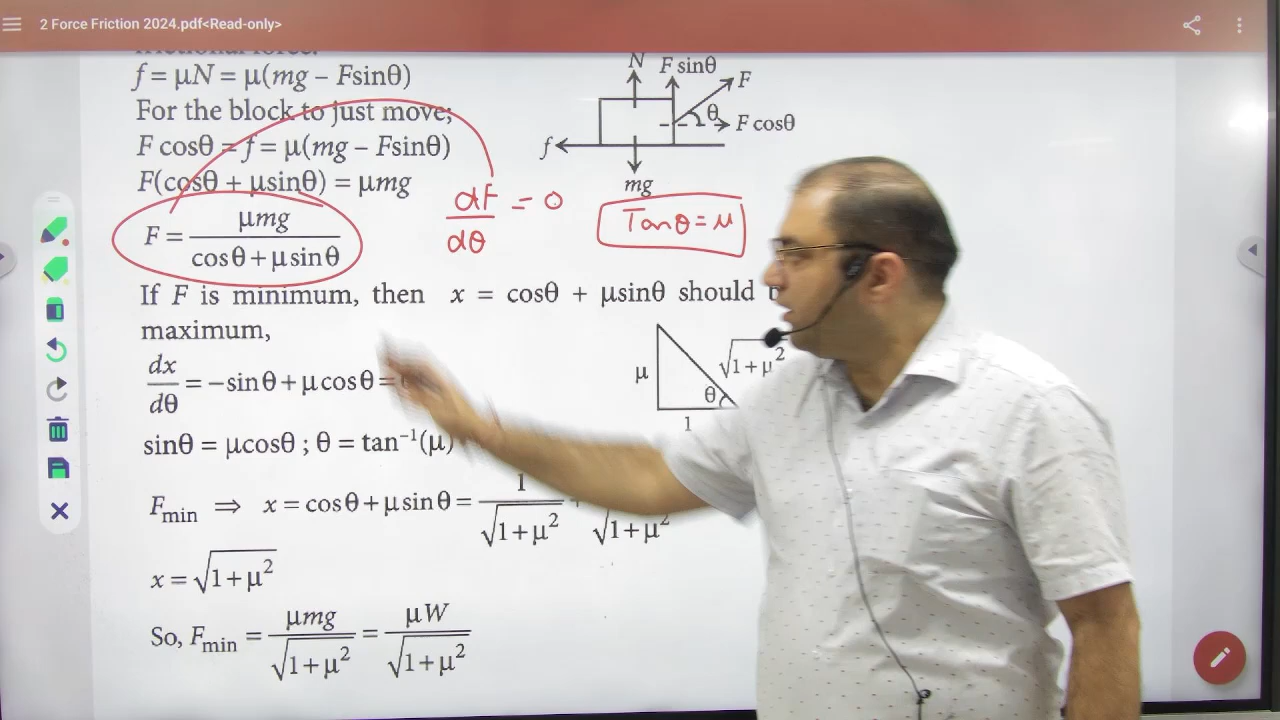 2 Force Friction 2024.pdf<Read-only>
f = μN = μ(mg – Fsinθ)
For the block to just move;
F cosθ = f = μ(mg – Fsinθ)
F(cosθ + μsinθ) = μmg
F = μmg / (cosθ + μ sinθ)
dF/dθ = 0
Tanθ = μ
N F sinθ
F
θ
F cosθ
f
mg
If F is minimum, then x = cosθ + μsinθ should
maximum,
dx/dθ = –sinθ + μcosθ =
μ
√1+μ²
θ
1
sinθ = μcosθ ; θ = tan⁻¹(μ)
Fmin ⇒ x = cosθ + μ sinθ = 1/√1+μ² + √1+μ²
x = √1+μ²
So, Fmin = μmg/√1+μ² = μW/√1+μ²